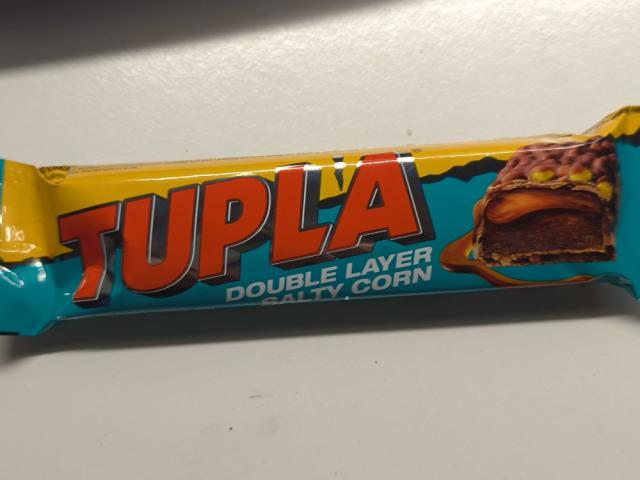 TUPLA
DOUBLE LAYER
SALTY CORN